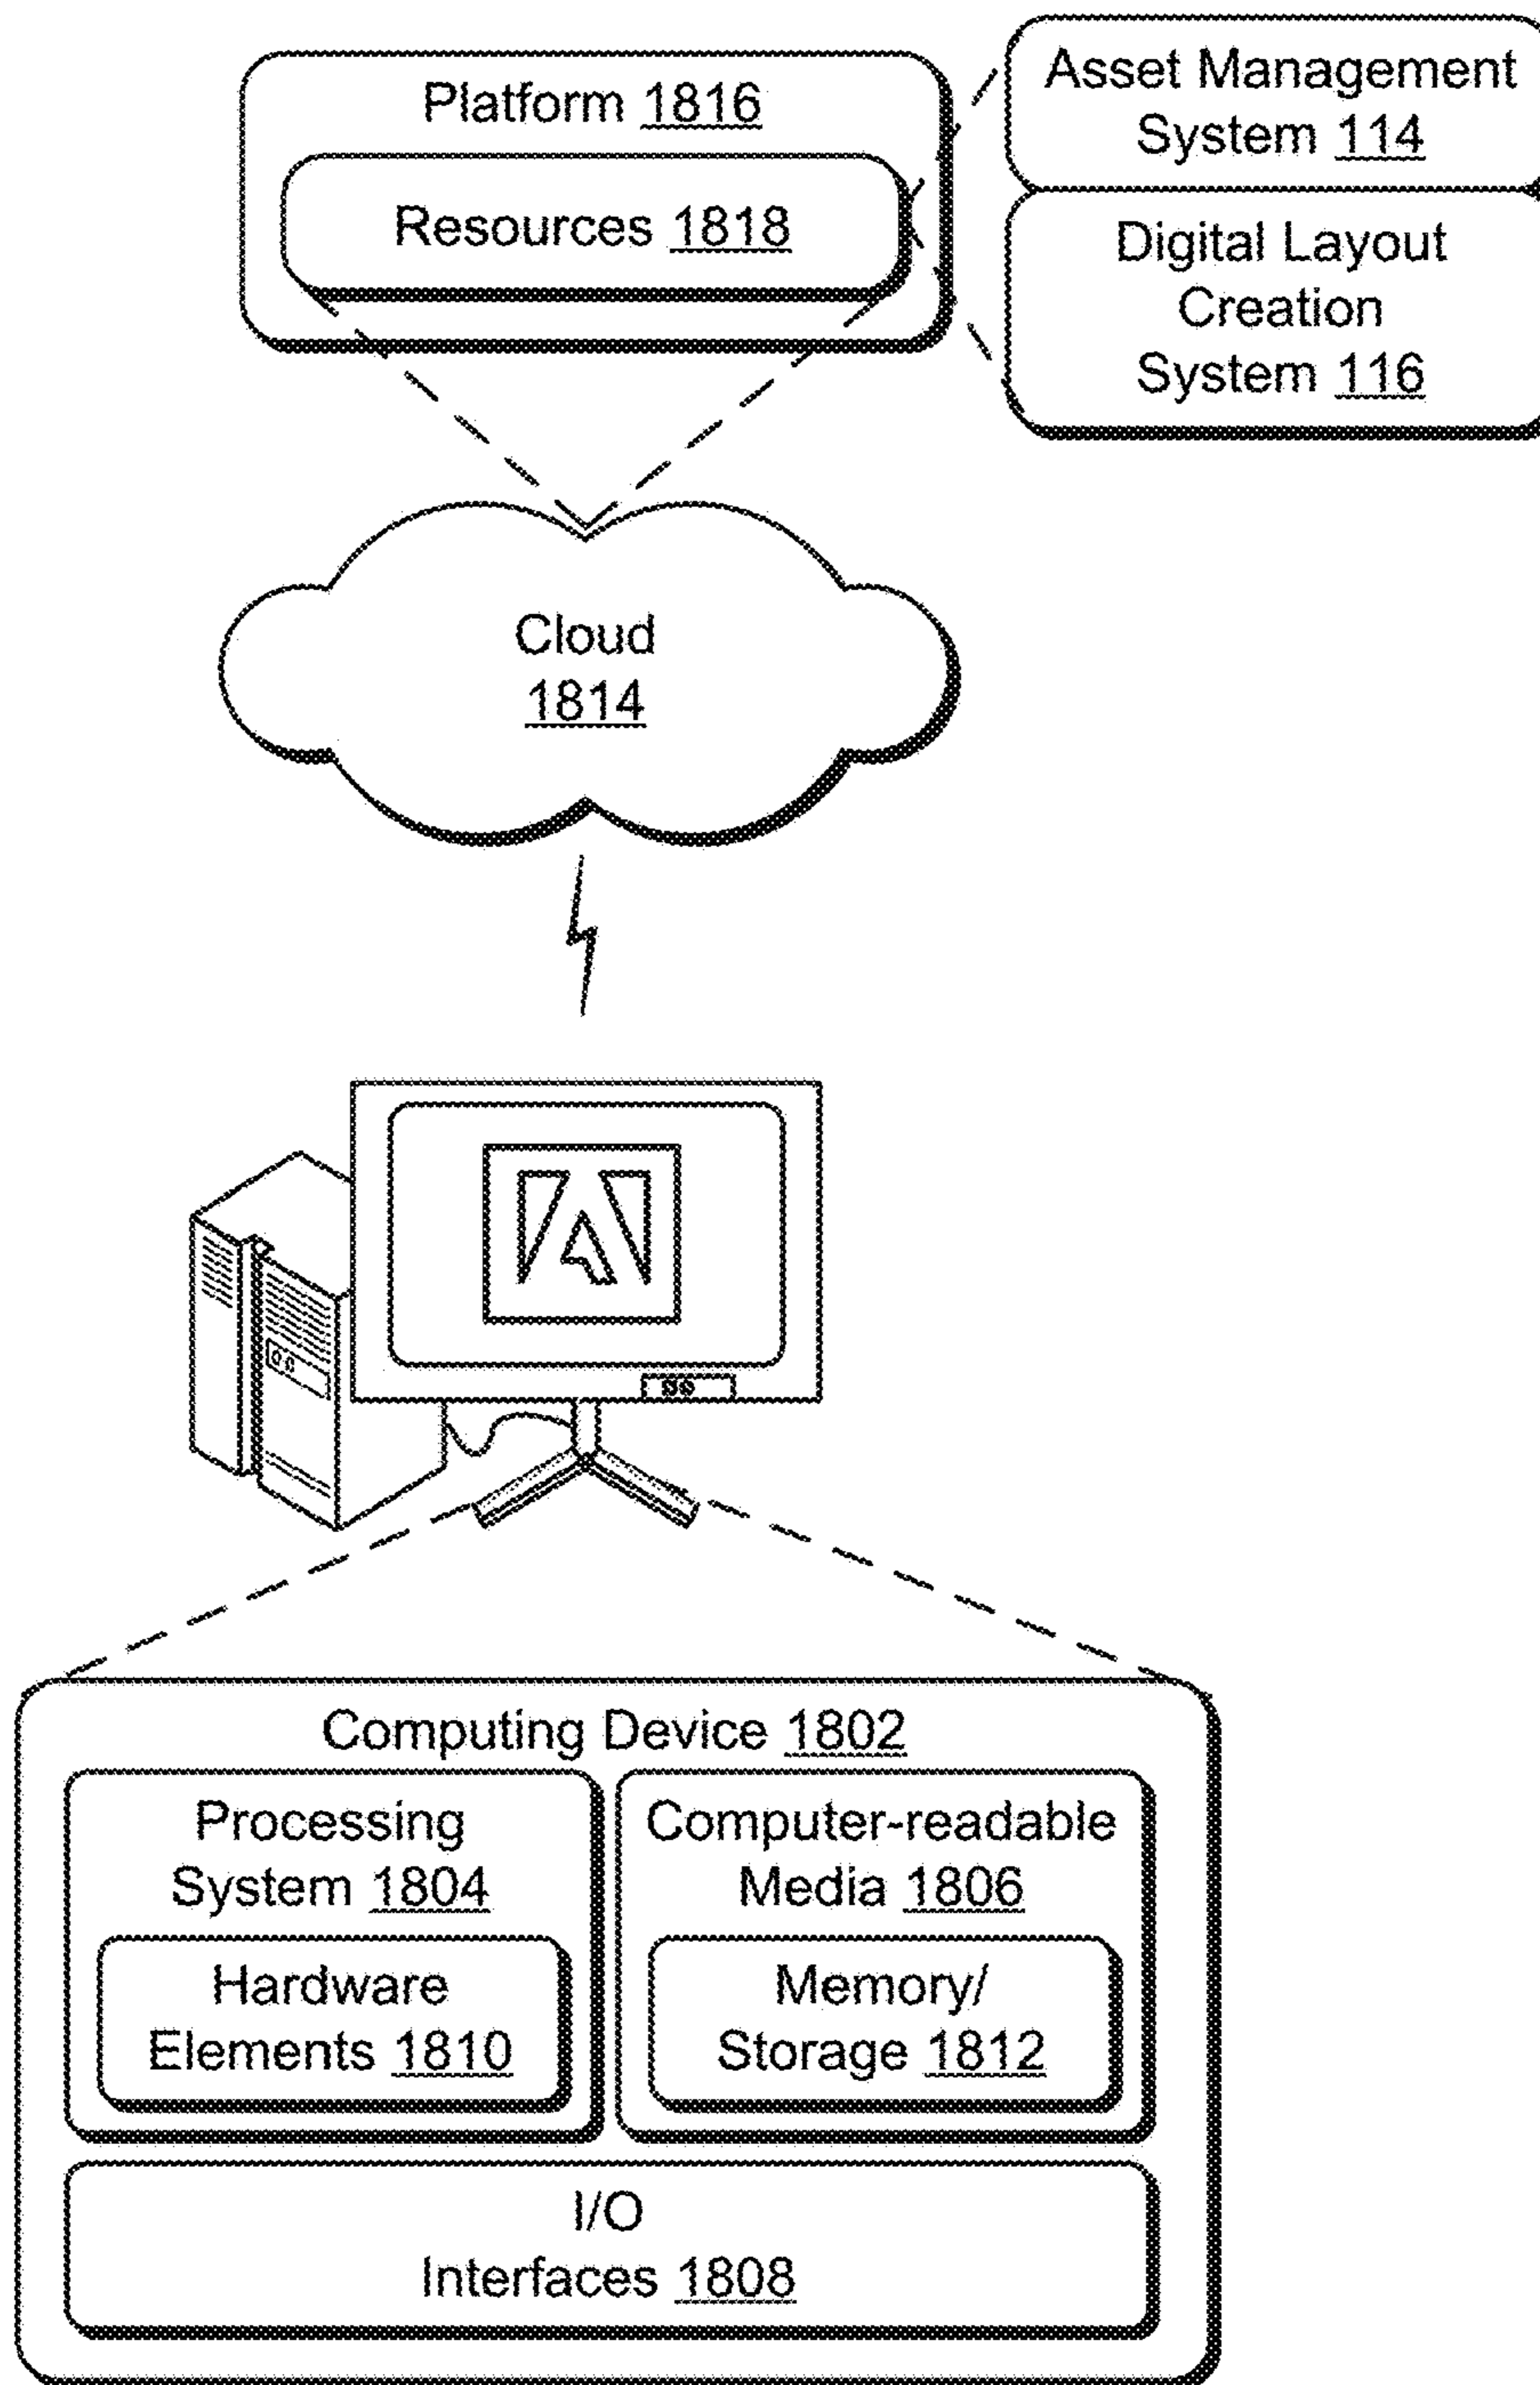 Platform 1816
Resources 1818
Asset Management
System 114
Digital Layout
Creation
System 116
Cloud
1814
Computing Device 1802
Processing
System 1804
Hardware
Elements 1810
Computer-readable
Media 1806
Memory/
Storage 1812
I/O
Interfaces 1808